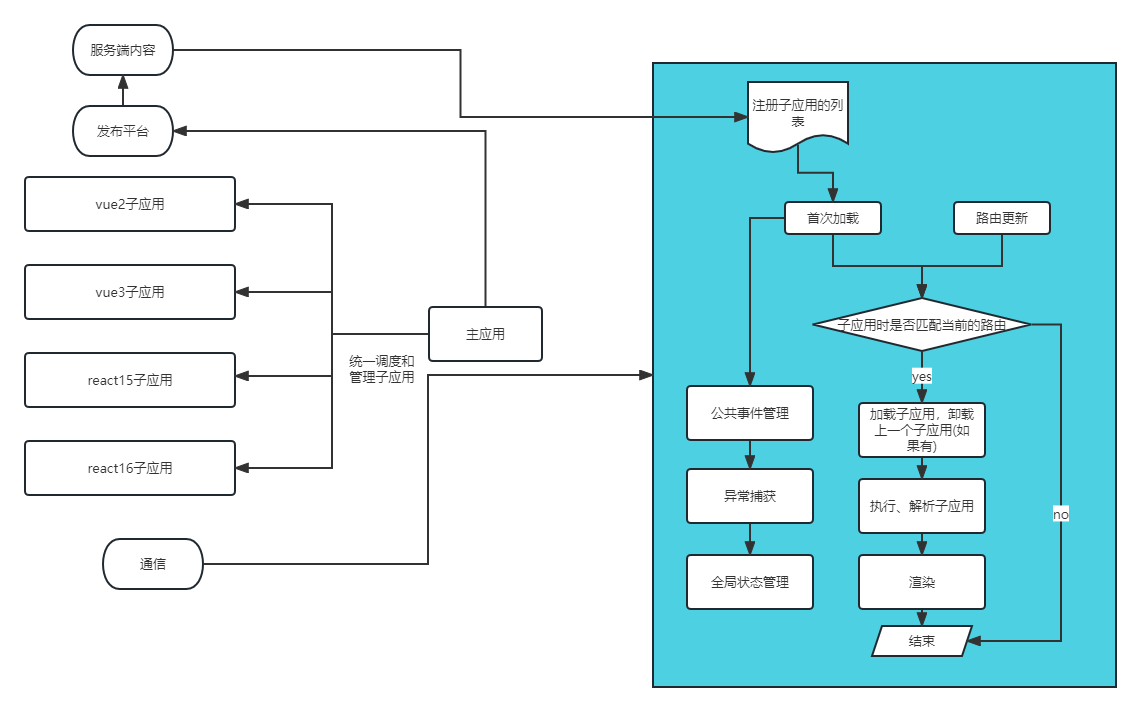 服务端内容
发布平台
vue2子应用
vue3子应用
react15子应用
react16子应用
通信
主应用
统一调度和
管理子应用
注册子应用的列
表
首次加载
路由更新
子应用时是否匹配当前的路由
yes
no
公共事件管理
异常捕获
全局状态管理
加载子应用，卸载
上一个子应用(如
果有)
执行、解析子应用
渲染
结束